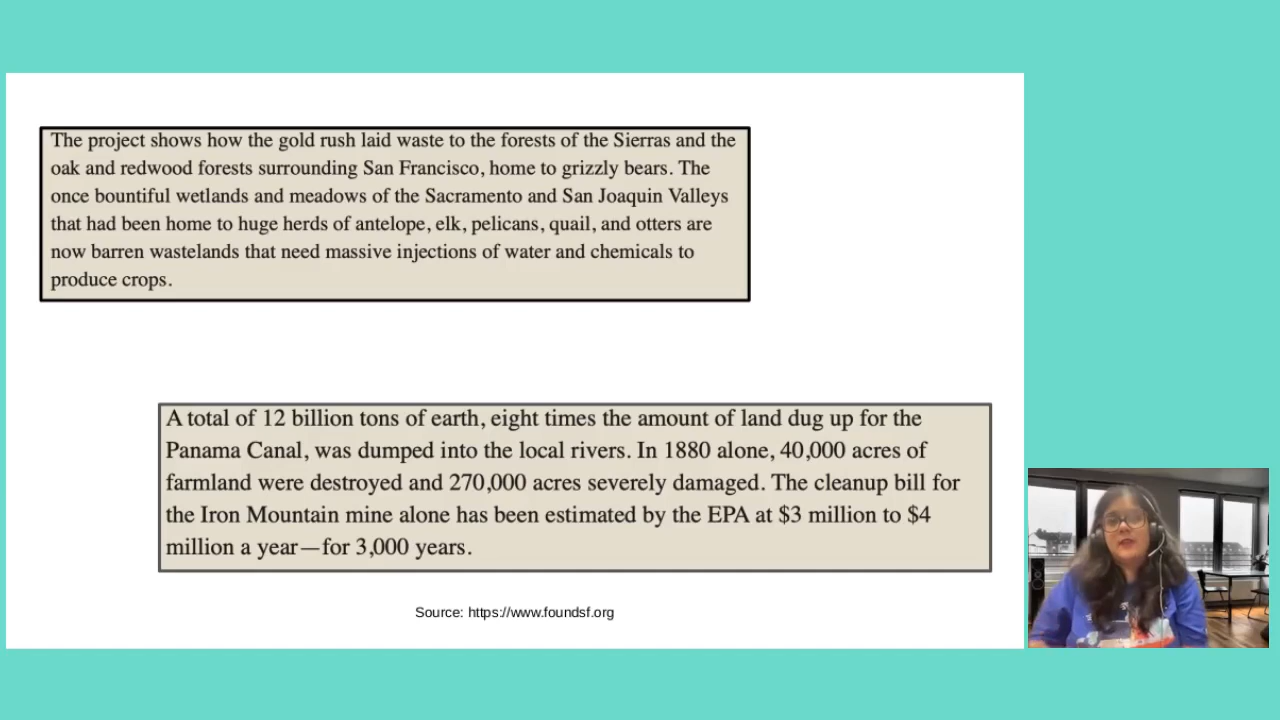 The project shows how the gold rush laid waste to the forests of the Sierras and the
oak and redwood forests surrounding San Francisco, home to grizzly bears. The
once bountiful wetlands and meadows of the Sacramento and San Joaquin Valleys
that had been home to huge herds of antelope, elk, pelicans, quail, and otters are
now barren wastelands that need massive injections of water and chemicals to
produce crops.
A total of 12 billion tons of earth, eight times the amount of land dug up for the
Panama Canal, was dumped into the local rivers. In 1880 alone, 40,000 acres of
farmland were destroyed and 270,000 acres severely damaged. The cleanup bill for
the Iron Mountain mine alone has been estimated by the EPA at $3 million to $4
million a year—for 3,000 years.
Source: https://www.foundsf.org